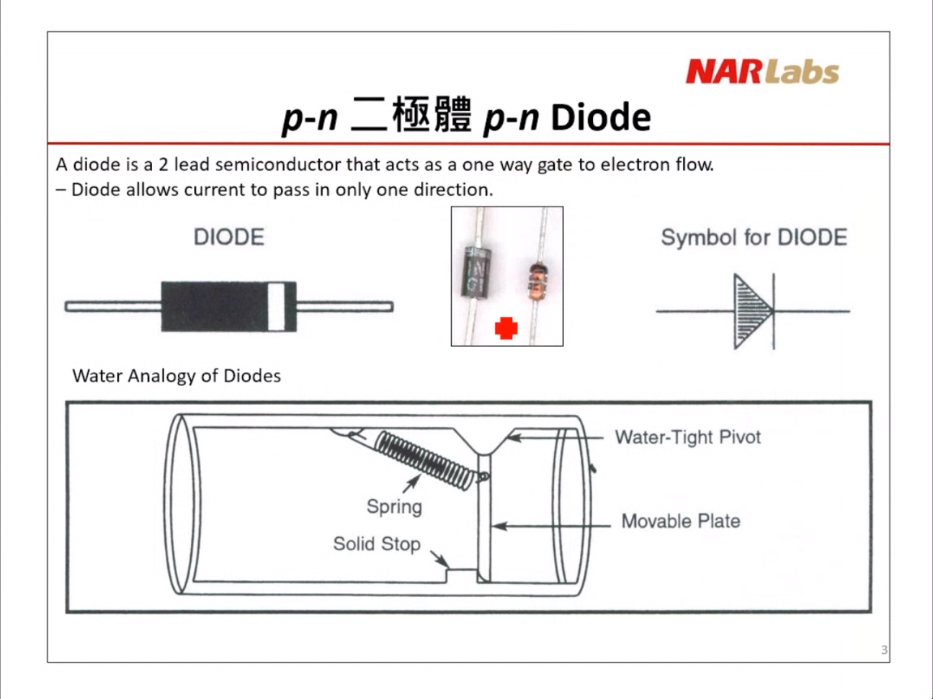 NARLabs
p-n 二極體 p-n Diode
A diode is a 2 lead semiconductor that acts as a one way gate to electron flow.
– Diode allows current to pass in only one direction.
DIODE
Symbol for DIODE
Water Analogy of Diodes
Water-Tight Pivot
Spring
Movable Plate
Solid Stop
3